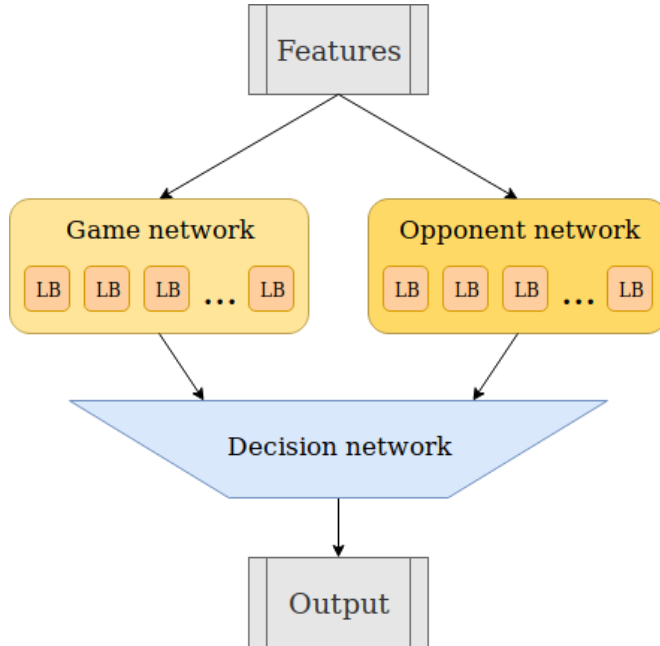 Features
Game network
LB LB LB ... LB
Opponent network
LB LB LB ... LB
Decision network
Output